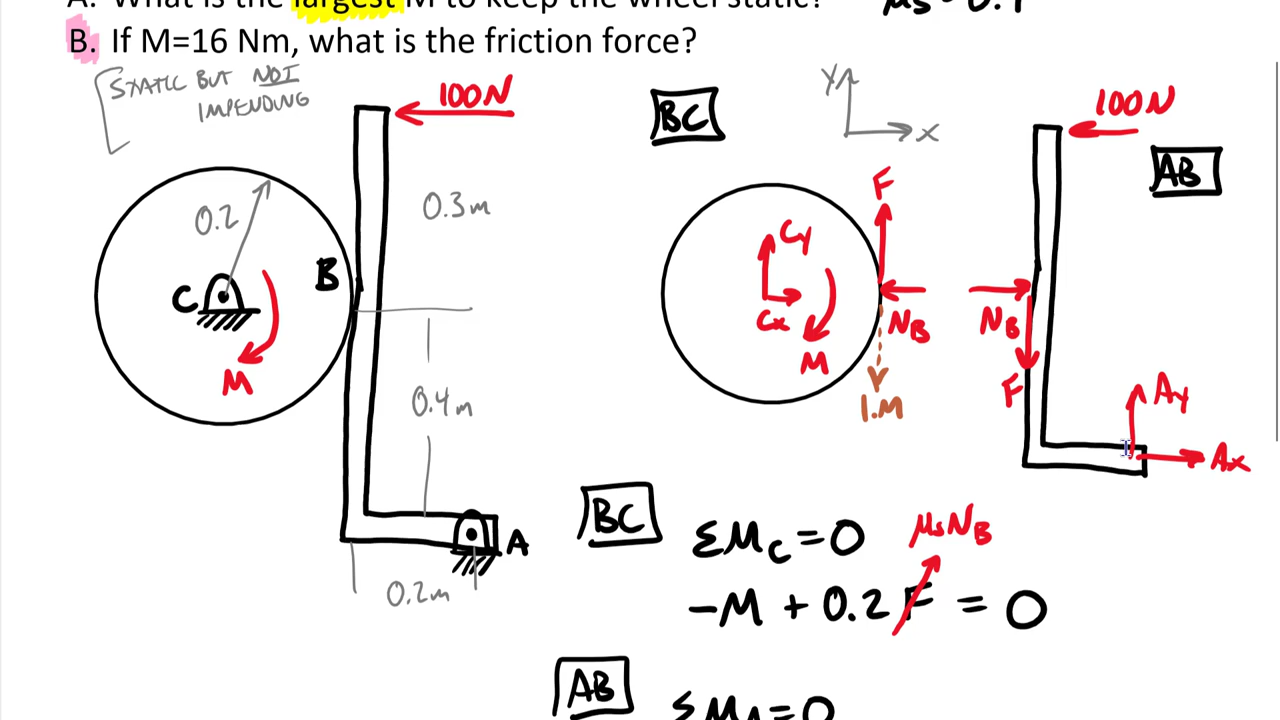 A. What is the largest M to keep the wheel static?
B. If M=16 Nm, what is the friction force?
STATIC BUT NOT
IMPENDING
100N
BC
Y
X
100N
AB
0.2
0.3m
F
Cy
C
B
Cx
M
NB
NB
M
F
1.M
0.4m
Ay
Ax
A
0.2m
BC
ΣMC=0
μsNB
-M + 0.2F = 0
AB
ΣMA=0